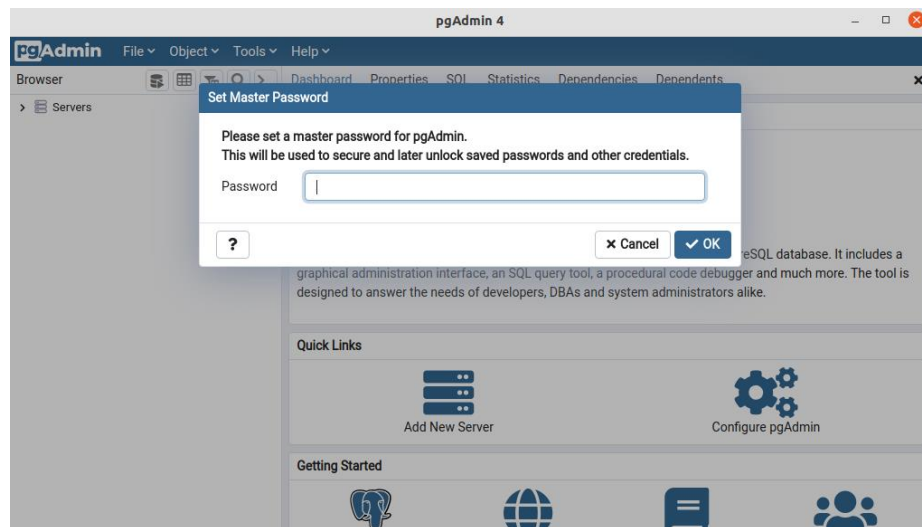 pgAdmin 4
pgAdmin File Object Tools Help
Browser
Dashboard Properties SQL Statistics Dependencies Dependents
Servers
Set Master Password
Please set a master password for pgAdmin.
This will be used to secure and later unlock saved passwords and other credentials.
Password
?
Cancel
OK
reSQL database. It includes a
graphical administration interface, an SQL query tool, a procedural code debugger and much more. The tool is
designed to answer the needs of developers, DBAs and system administrators alike.
Quick Links
Add New Server
Configure pgAdmin
Getting Started